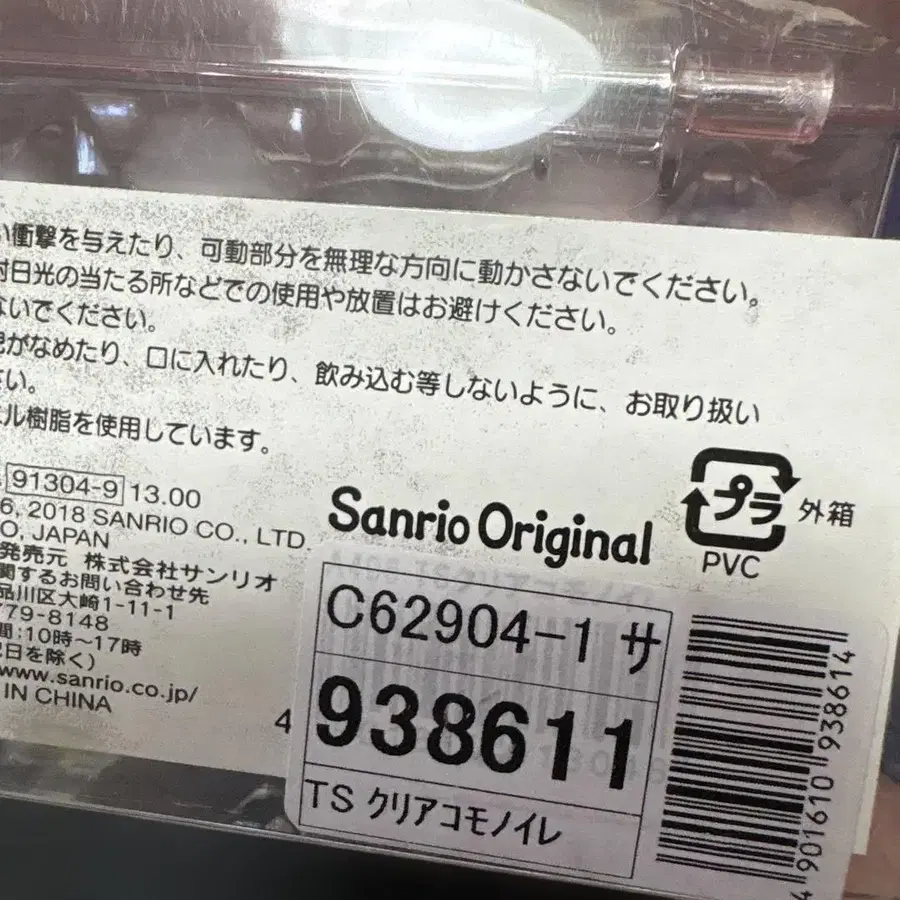 い衝撃を与えたり、可動部分を無理な方向に動かさないでください。
射日光の当たる所などでの使用や放置はお避けください。
ないでください。
児がなめたり、口に入れたり、飲み込む等しないように、お取り扱い
さい。
ル樹脂を使用しています。
91304-9 13.00
6, 2018 SANRIO CO., LTD.
O, JAPAN
発売元 株式会社サンリオ
関するお問い合わせ先
品川区大崎1-11-1
779-8148
間:10時～17時
祝日を除く)
www.sanrio.co.jp/
IN CHINA
4
Sanrio Original
プラ
外箱
PVC
C62904-1 サ
938611
TS クリアコモノイレ
4 901610 938614